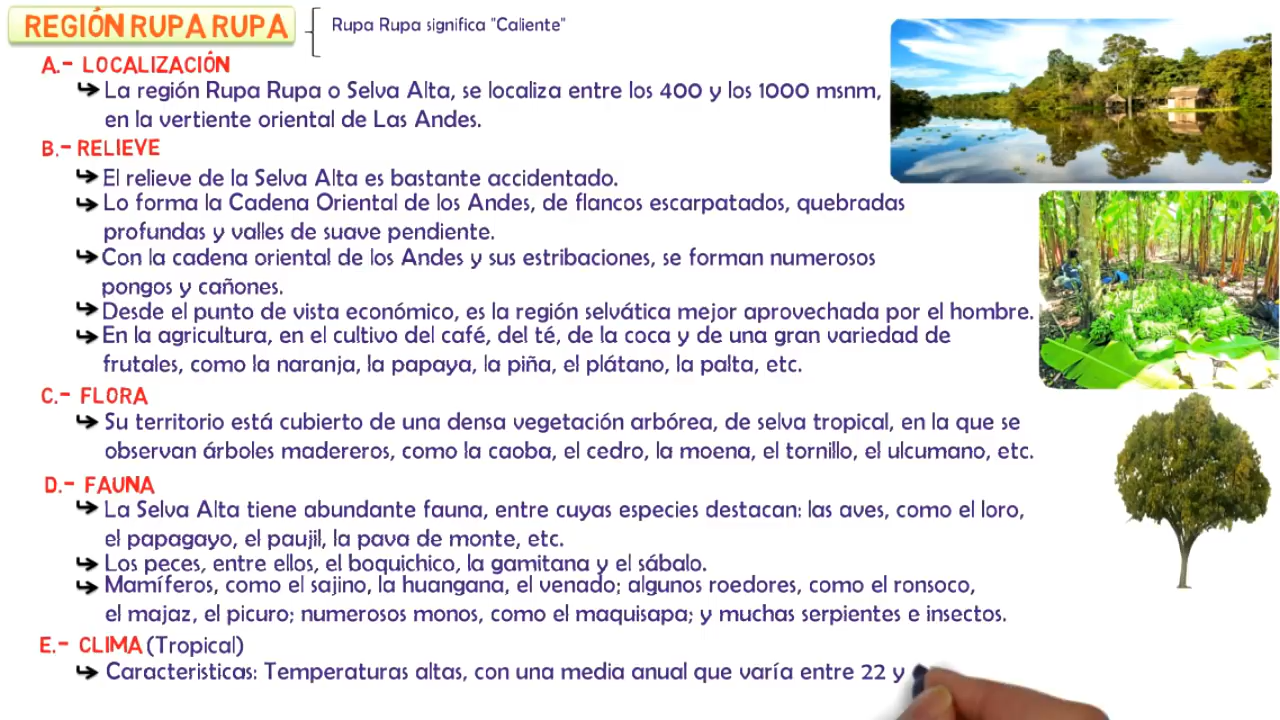 REGIÓN RUPA RUPA
Rupa Rupa significa "Caliente"
A.- LOCALIZACIÓN
La región Rupa Rupa o Selva Alta, se localiza entre los 400 y los 1000 msnm,
en la vertiente oriental de Las Andes.
B.- RELIEVE
El relieve de la Selva Alta es bastante accidentado.
Lo forma la Cadena Oriental de los Andes, de flancos escarpatados, quebradas
profundas y valles de suave pendiente.
Con la cadena oriental de los Andes y sus estribaciones, se forman numerosos
pongos y cañones.
Desde el punto de vista económico, es la región selvática mejor aprovechada por el hombre.
En la agricultura, en el cultivo del café, del té, de la coca y de una gran variedad de
frutales, como la naranja, la papaya, la piña, el plátano, la palta, etc.
C.- FLORA
Su territorio está cubierto de una densa vegetación arbórea, de selva tropical, en la que se
observan árboles madereros, como la caoba, el cedro, la moena, el tornillo, el ulcumano, etc.
D.- FAUNA
La Selva Alta tiene abundante fauna, entre cuyas especies destacan: las aves, como el loro,
el papagayo, el paujil, la pava de monte, etc.
Los peces, entre ellos, el boquichico, la gamitana y el sábalo.
Mamíferos, como el sajino, la huangana, el venado; algunos roedores, como el ronsoco,
el majaz, el picuro; numerosos monos, como el maquisapa; y muchas serpientes e insectos.
E.- CLIMA (Tropical)
Caracteristicas: Temperaturas altas, con una media anual que varía entre 22 y